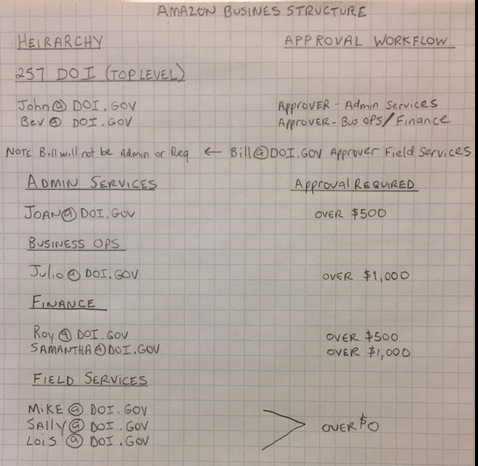 AMAZON BUSINES STRUCTURE
HEIRARCHY APPROVAL WORKFLOW
257 DOI (TOP LEVEL)
John@ DOI.GOV APPROVER - Admin Services
Bev@ DOI.GOV APPROVER - Bus OPS/Finance
NOTE Bill will not be Admin or Req ← Bill@DOI.GOV Approver Field Services
ADMIN SERVICES Approval REQUIRED
JOAN@DOI.GOV OVER $500
BUSINESS OPS
Julio@DOI.GOV OVER $1,000
FINANCE
Roy@DOI.GOV OVER $500
SAMANTHA@DOI.GOV OVER $1,000
FIELD SERVICES
MIKE@ DOI.GOV
SAlly@ DOI.GOV OVER $0
LOIS @ DOI.GOV